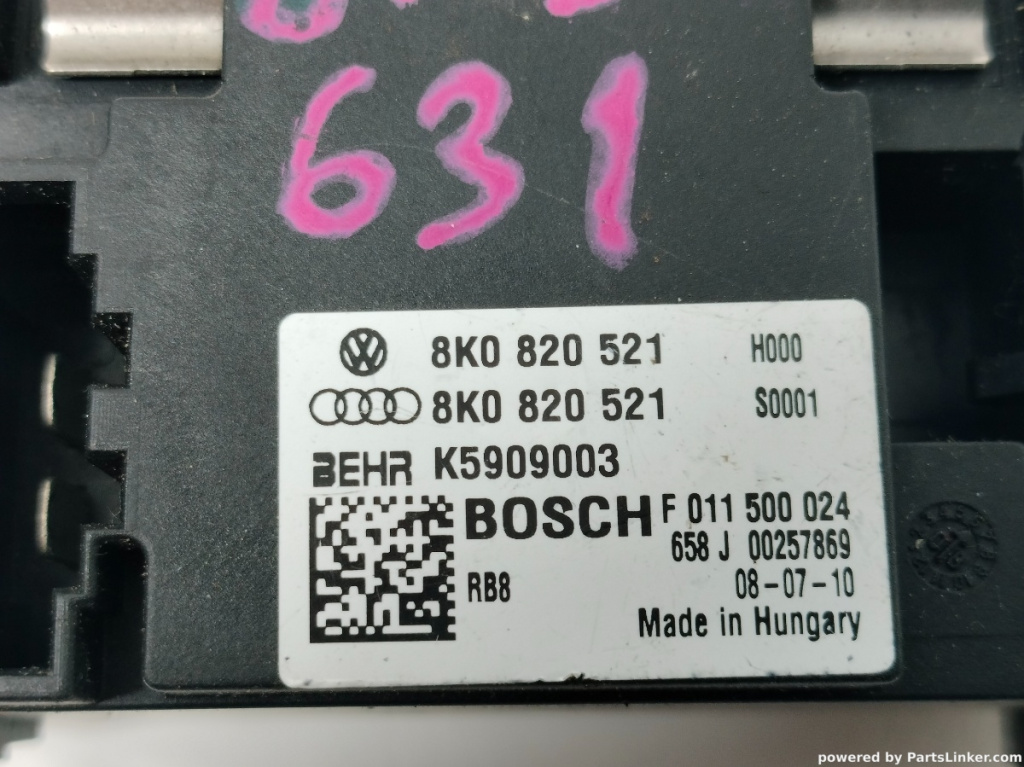 631
8K0 820 521 H000
8K0 820 521 S0001
BEHR K5909003
BOSCH F 011 500 024
658 J 00257869
RB8 08-07-10
Made in Hungary
powered by PartsLinker.com